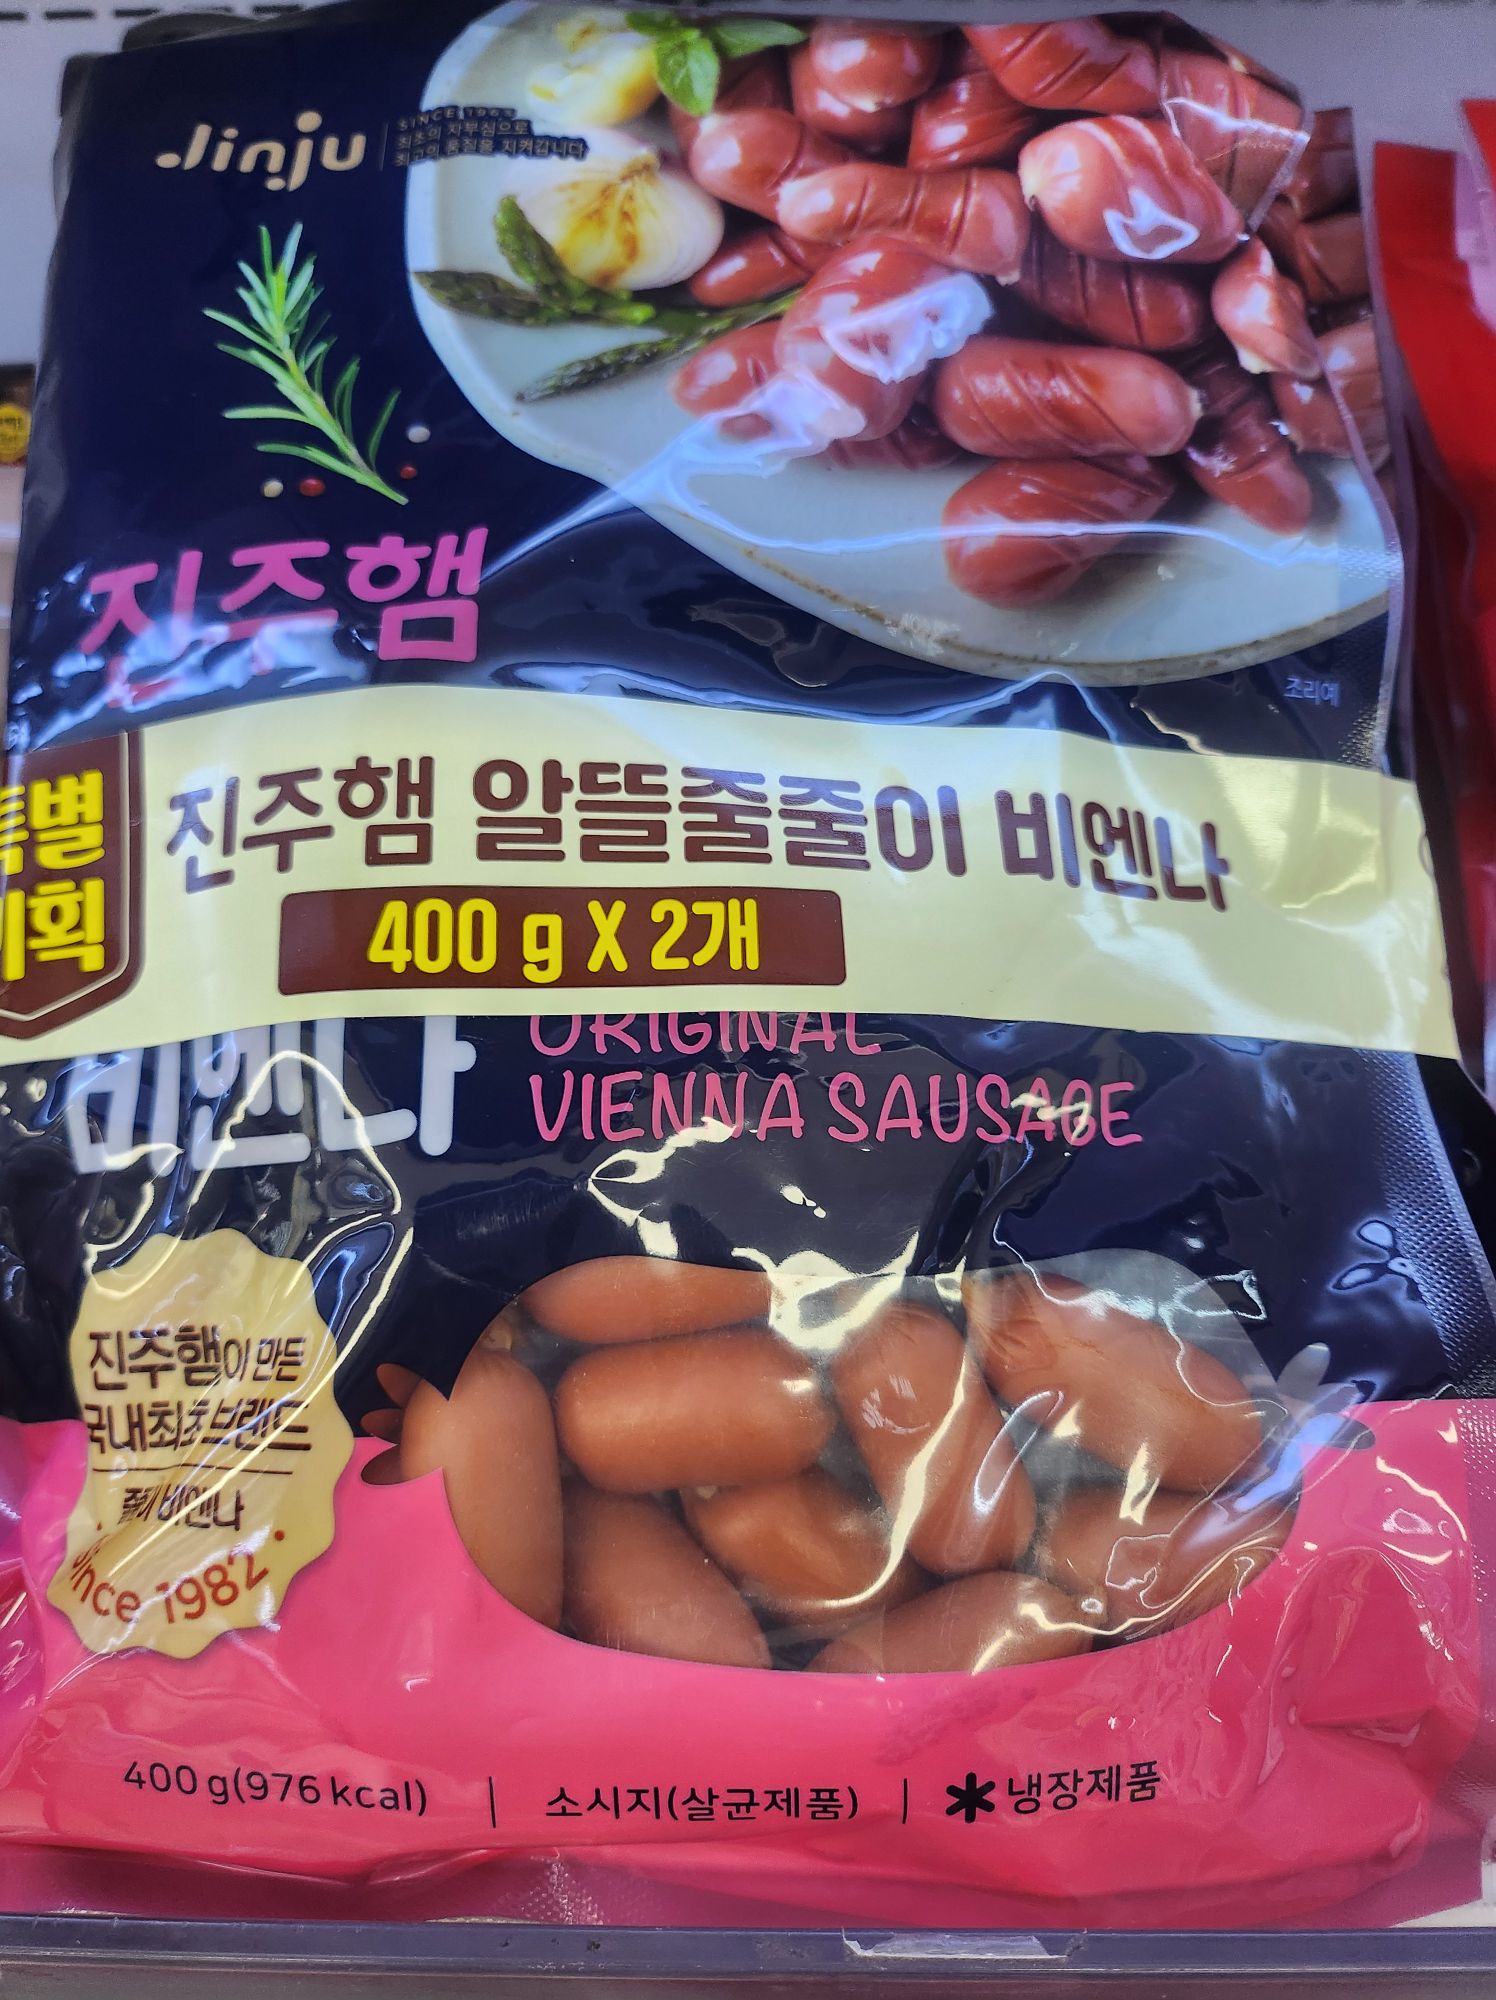 Jinju
SINCE 1963
최초의 자부심으로
최고의 품질을 지켜갑니다
진주햄
조리예
특별
기획
진주햄 알뜰줄줄이 비엔나
400 g X 2개
비엔나
ORIGINAL
VIENNA SAUSAGE
진주햄이 만든
국내최초브랜드
줄줄이 비엔나
Since 1982
400 g(976 kcal) | 소시지(살균제품) | 냉장제품